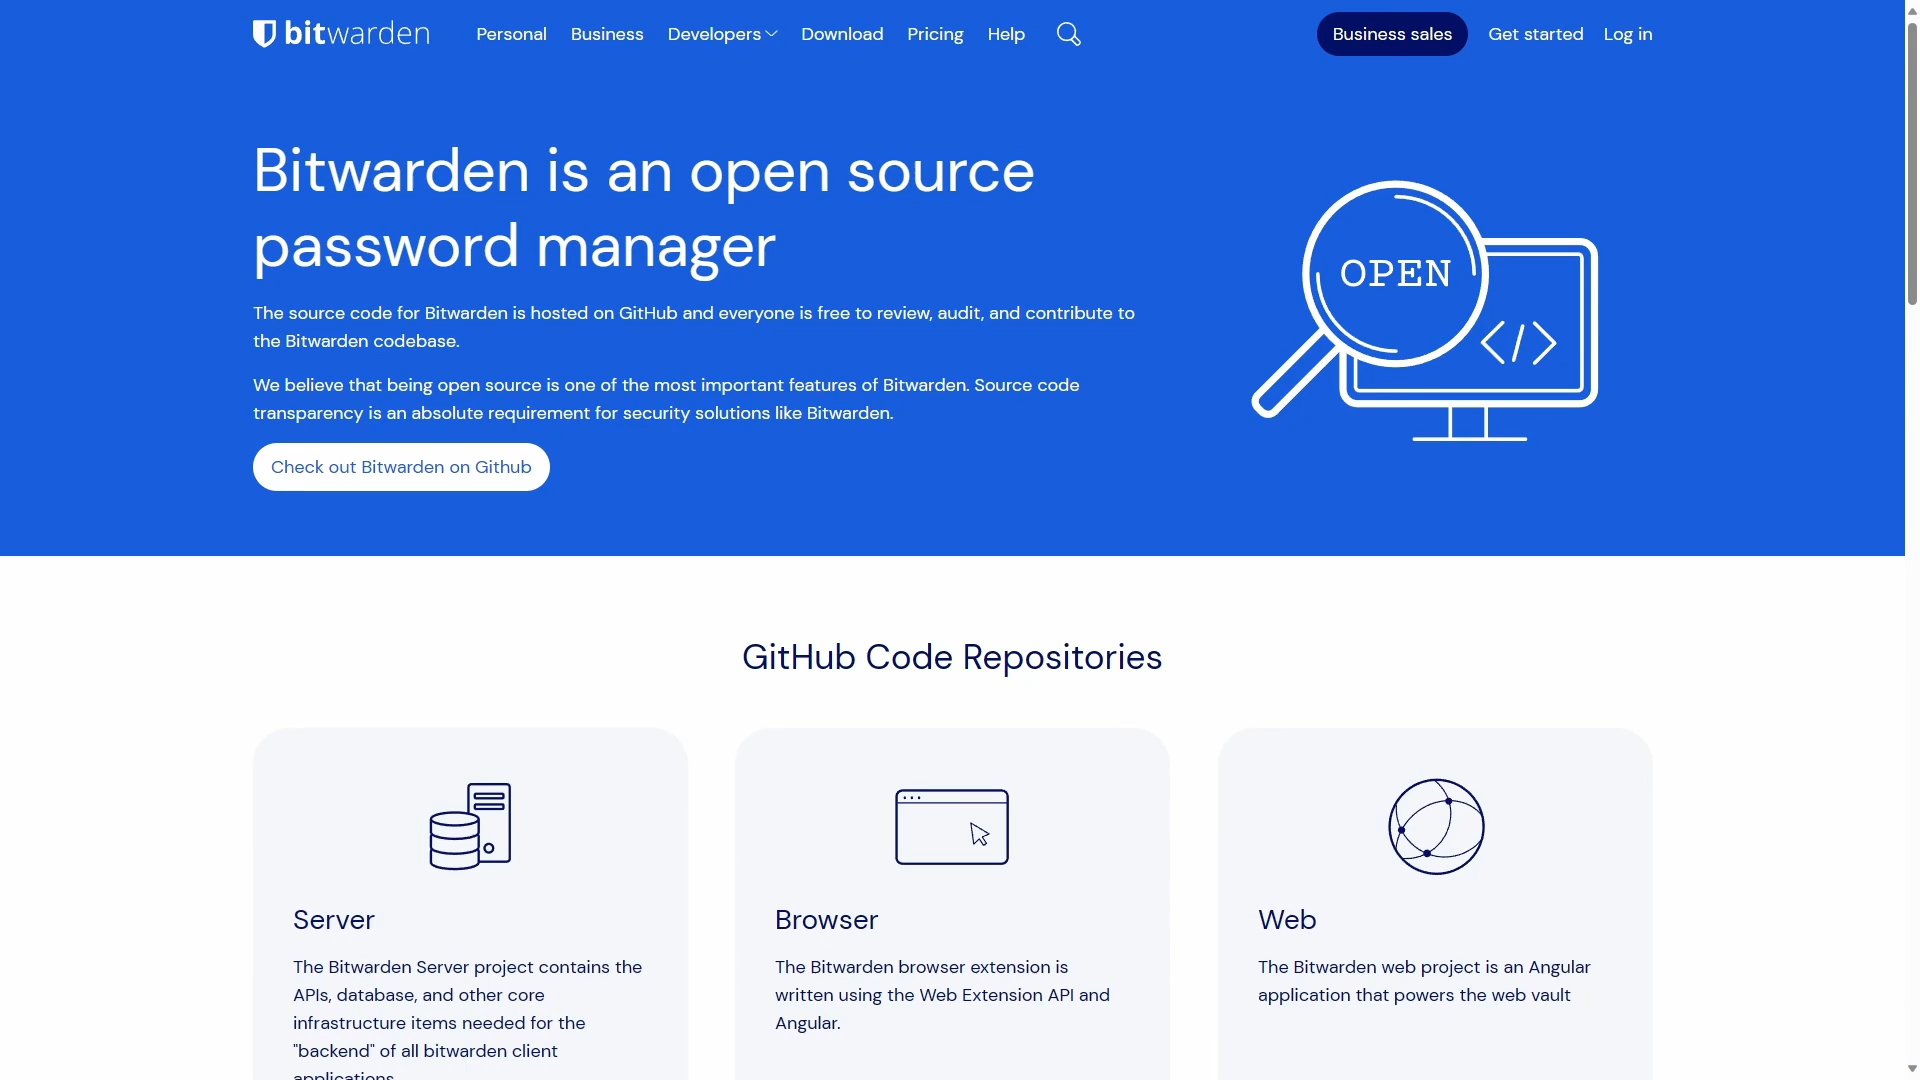 bitwarden
Personal
Business
Developers
Download
Pricing
Help
Business sales
Get started
Log in
Bitwarden is an open source
password manager
The source code for Bitwarden is hosted on GitHub and everyone is free to review, audit, and contribute to
the Bitwarden codebase.
We believe that being open source is one of the most important features of Bitwarden. Source code
transparency is an absolute requirement for security solutions like Bitwarden.
Check out Bitwarden on Github
OPEN
</>
GitHub Code Repositories
Server
The Bitwarden Server project contains the
APIs, database, and other core
infrastructure items needed for the
"backend" of all bitwarden client
applications.
Browser
The Bitwarden browser extension is
written using the Web Extension API and
Angular.
Web
The Bitwarden web project is an Angular
application that powers the web vault